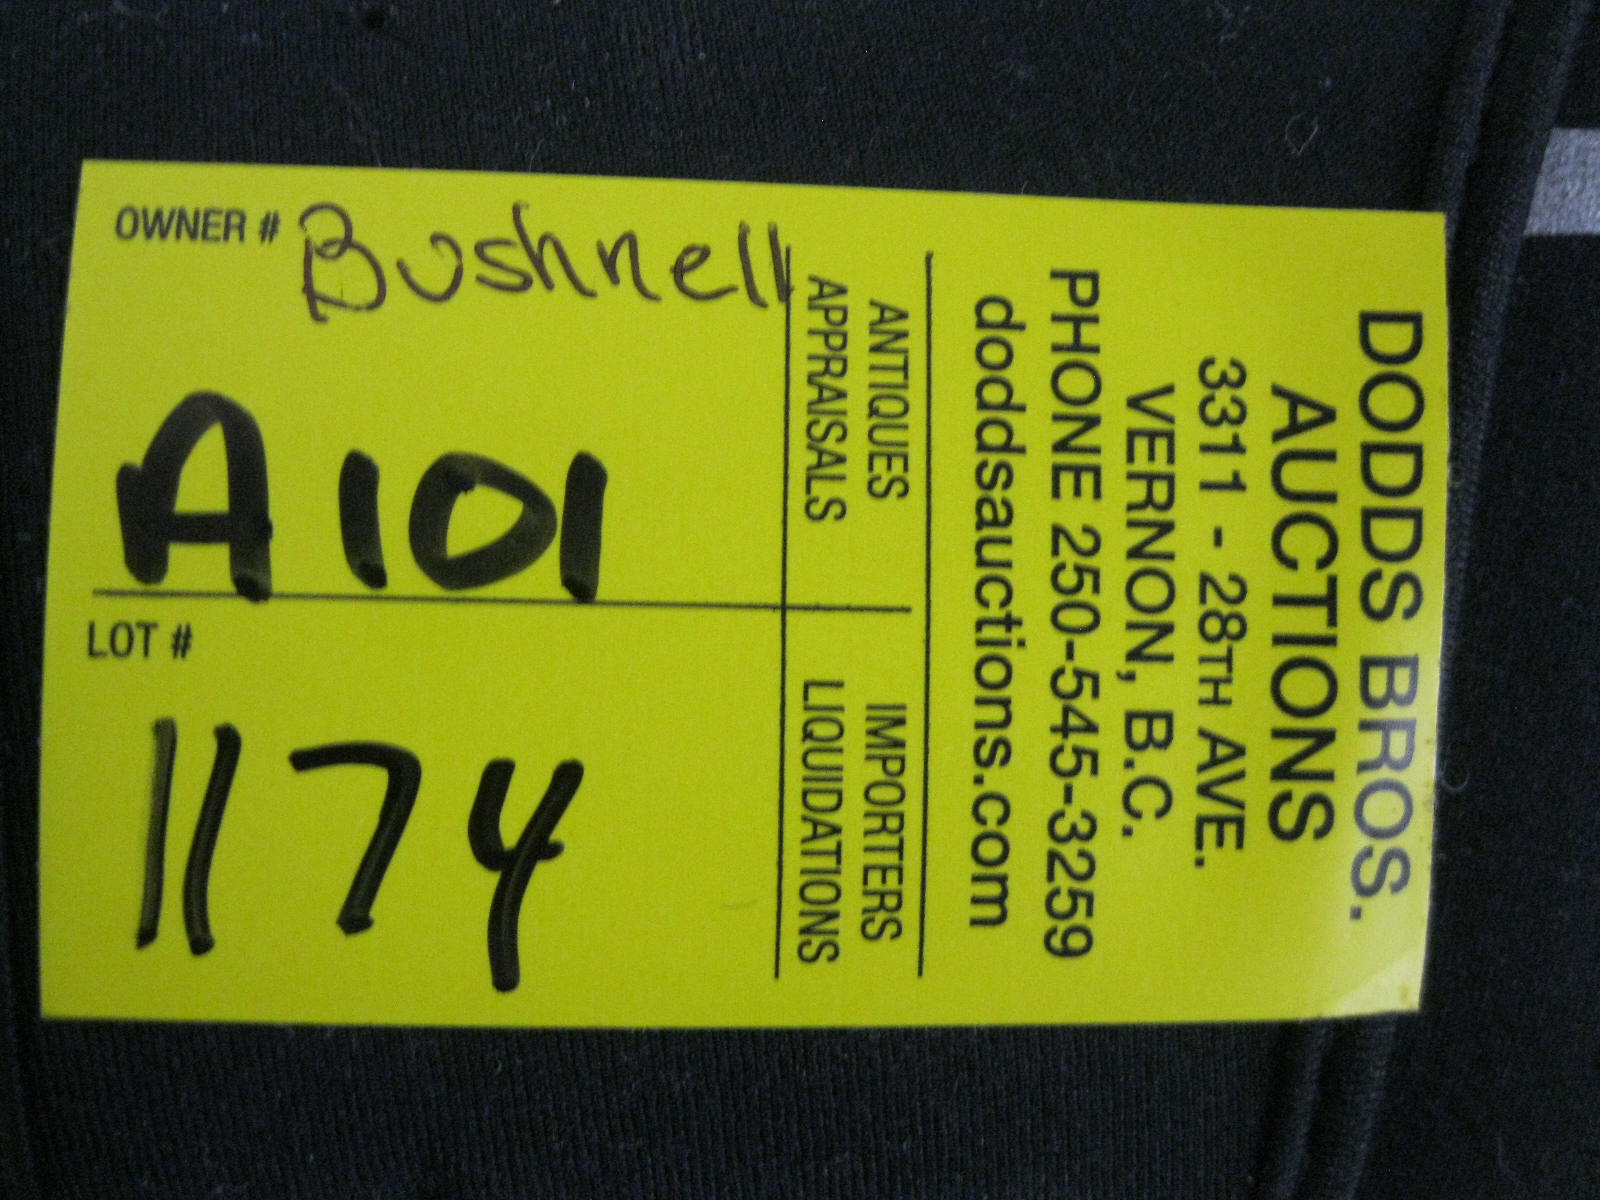 DODDS BROS.
AUCTIONS
3311 - 28TH AVE.
VERNON, B.C.
PHONE 250-545-3259
doddsauctions.com
ANTIQUES IMPORTERS
APPRAISALS LIQUIDATIONS
OWNER # Bushnell
A101
LOT #
1174